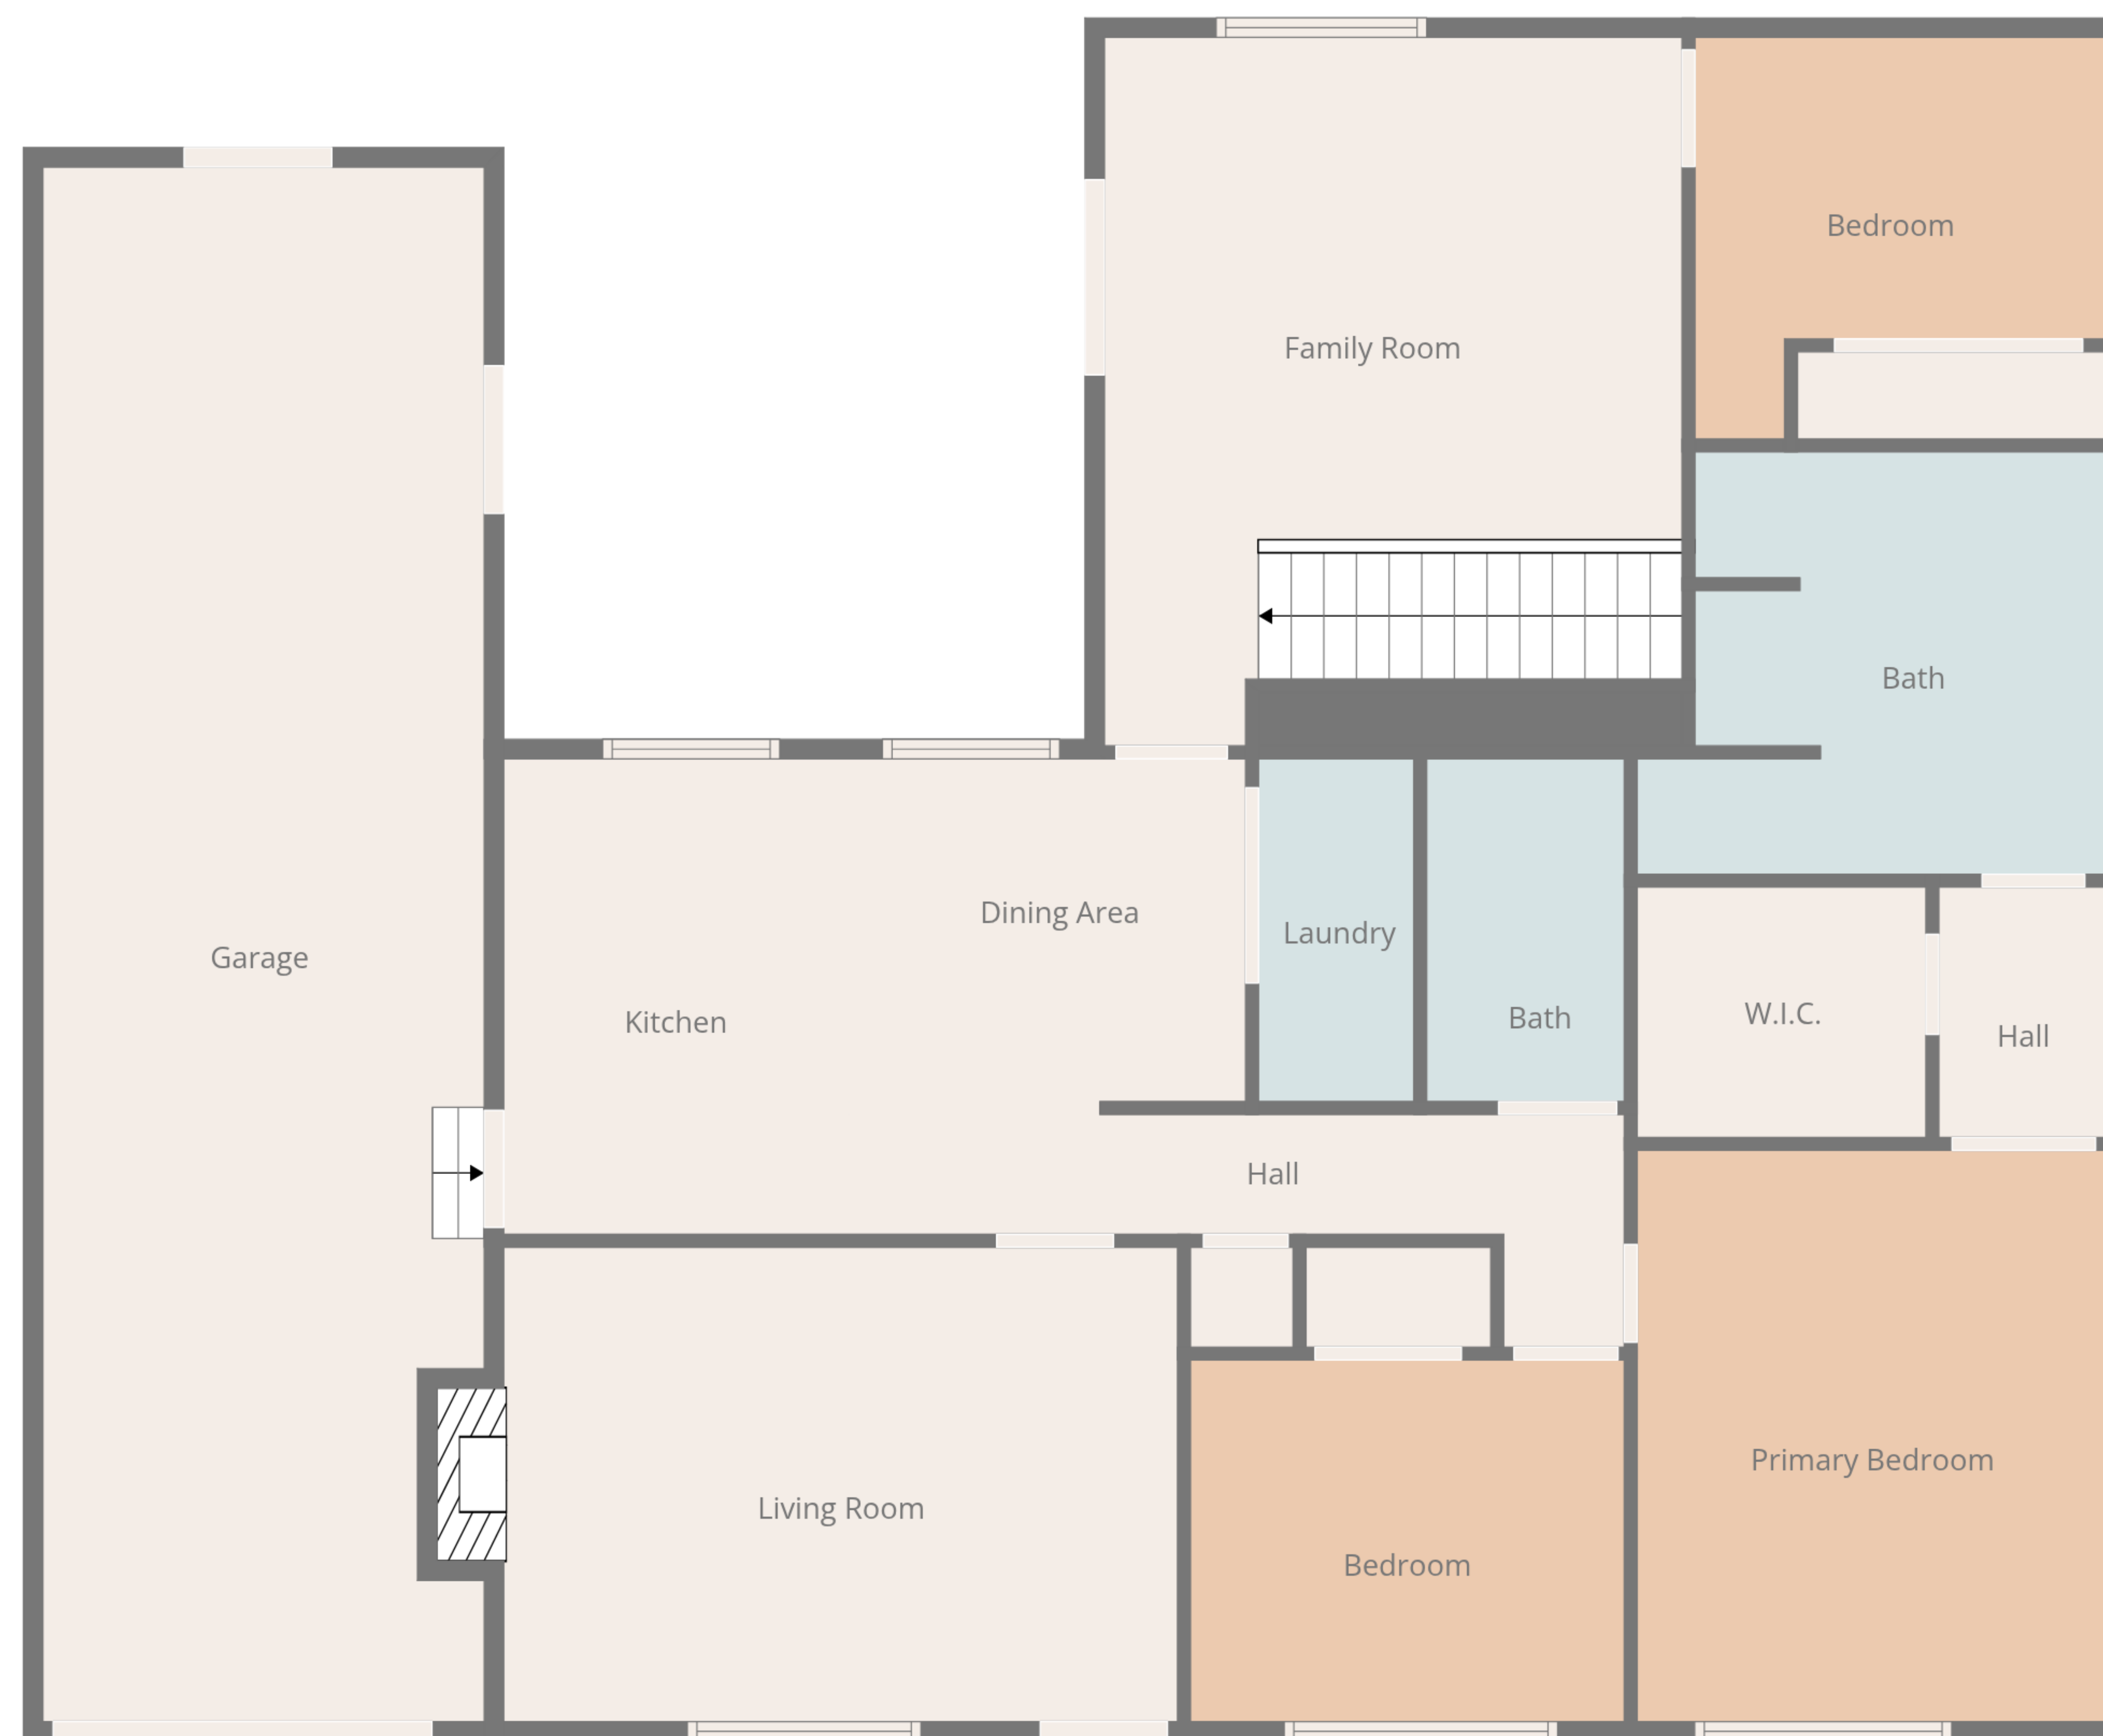 Bedroom
Family Room
Bath
Dining Area
Laundry
Garage
Kitchen
Bath
W.I.C.
Hall
Hall
Primary Bedroom
Living Room
Bedroom